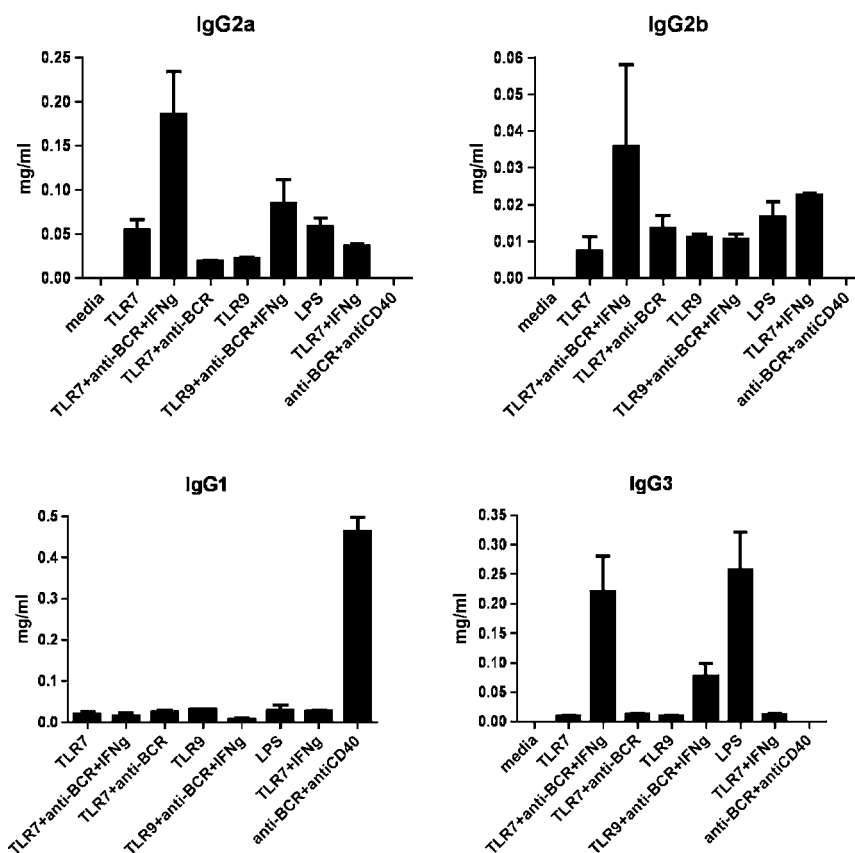 IgG2a
mg/ml
0.25
0.20
0.15
0.10
0.05
0.00
media
TLR7
TLR7+anti-BCR+IFNg
TLR7+anti-BCR
TLR9
TLR9+anti-BCR+IFNg
LPS
TLR7+IFNg
anti-BCR+antiCD40
IgG2b
mg/ml
0.06
0.05
0.04
0.03
0.02
0.01
0.00
media
TLR7
TLR7+anti-BCR+IFNg
TLR7+anti-BCR
TLR9
TLR9+anti-BCR+IFNg
LPS
TLR7+IFNg
anti-BCR+antiCD40
IgG1
mg/ml
0.5
0.4
0.3
0.2
0.1
0.0
TLR7
TLR7+anti-BCR+IFNg
TLR7+anti-BCR
TLR9
TLR9+anti-BCR+IFNg
LPS
TLR7+IFNg
anti-BCR+antiCD40
IgG3
mg/ml
0.35
0.30
0.25
0.20
0.15
0.10
0.05
0.00
media
TLR7
TLR7+anti-BCR+IFNg
TLR7+anti-BCR
TLR9
TLR9+anti-BCR+IFNg
LPS
TLR7+IFNg
anti-BCR+antiCD40